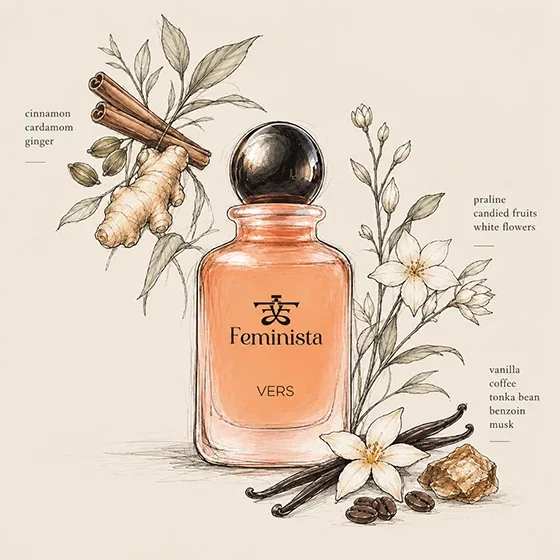 cinnamon
cardamom
ginger
praline
candied fruits
white flowers
Feminista
VERS
vanilla
coffee
tonka bean
benzoin
musk